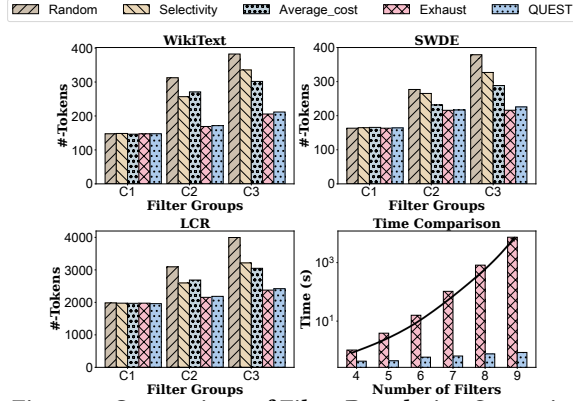 Random Selectivity Average_cost Exhaust QUEST
WikiText SWDE
400 400
300 300
200 200
100 100
0 0
#-Tokens #-Tokens
C1 C2 C3 C1 C2 C3
Filter Groups Filter Groups
LCR Time Comparison
4000
3000
2000
1000
0
#-Tokens
10³
10¹
Time (s)
C1 C2 C3 4 5 6 7 8 9
Filter Groups Number of Filters